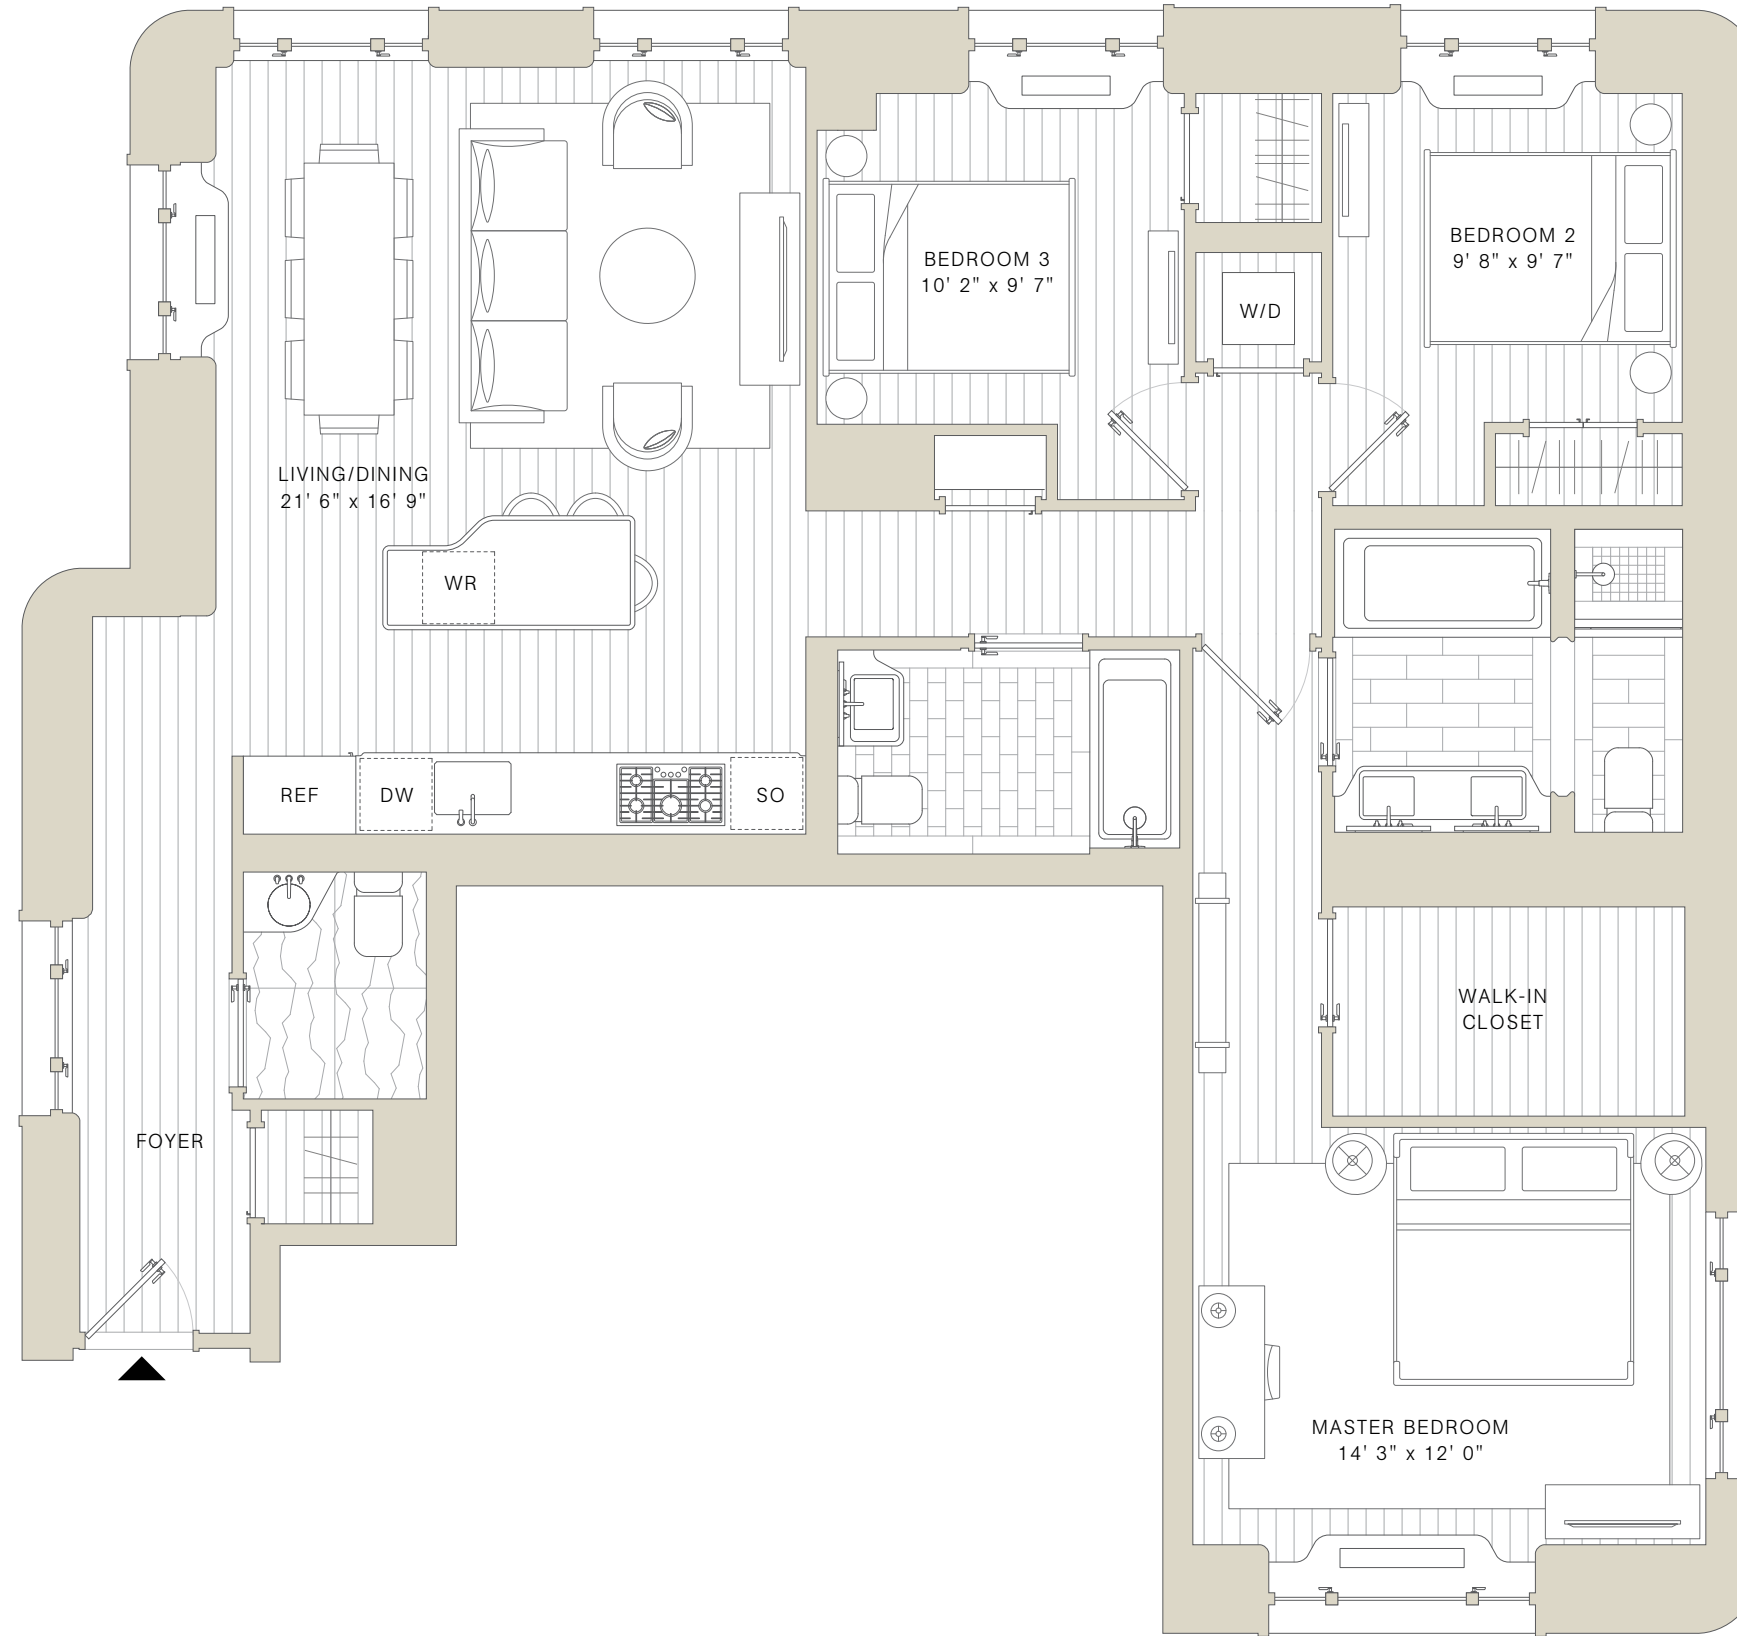 BEDROOM 2
9' 8" x 9' 7"
BEDROOM 3
10' 2" x 9' 7"
W/D
LIVING/DINING
21' 6" x 16' 9"
WR
REF
DW
SO
WALK-IN
CLOSET
FOYER
MASTER BEDROOM
14' 3" x 12' 0"